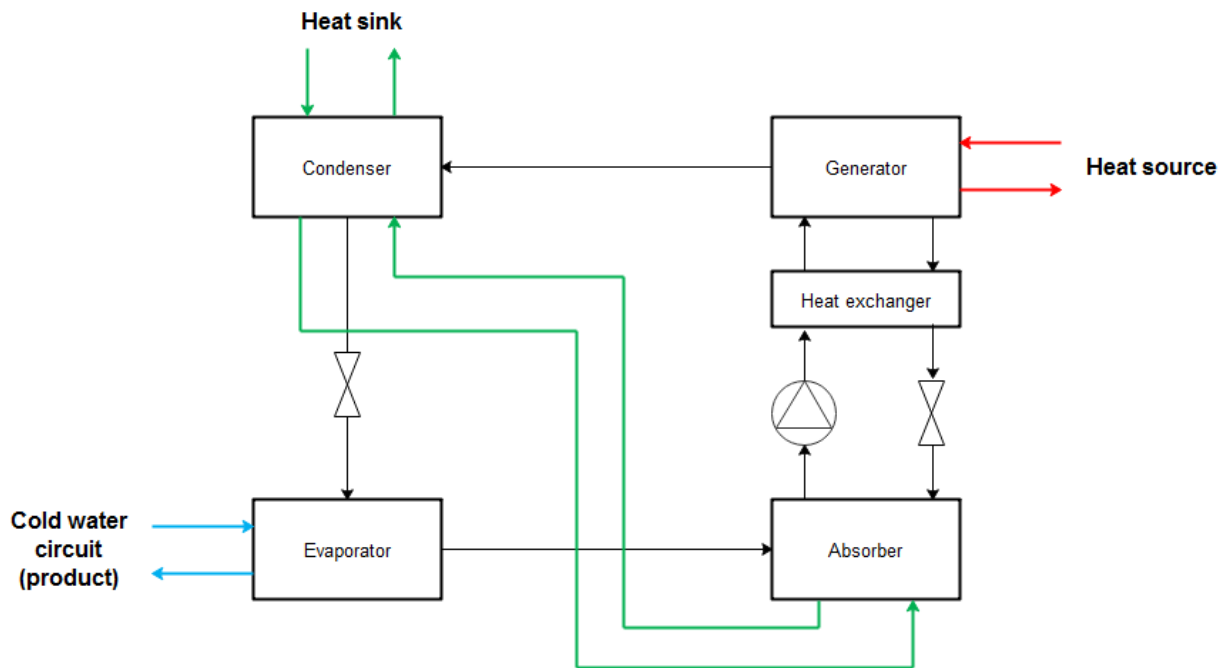 Heat sink
Condenser
Generator
Heat source
Heat exchanger
Cold water
circuit
(product)
Evaporator
Absorber